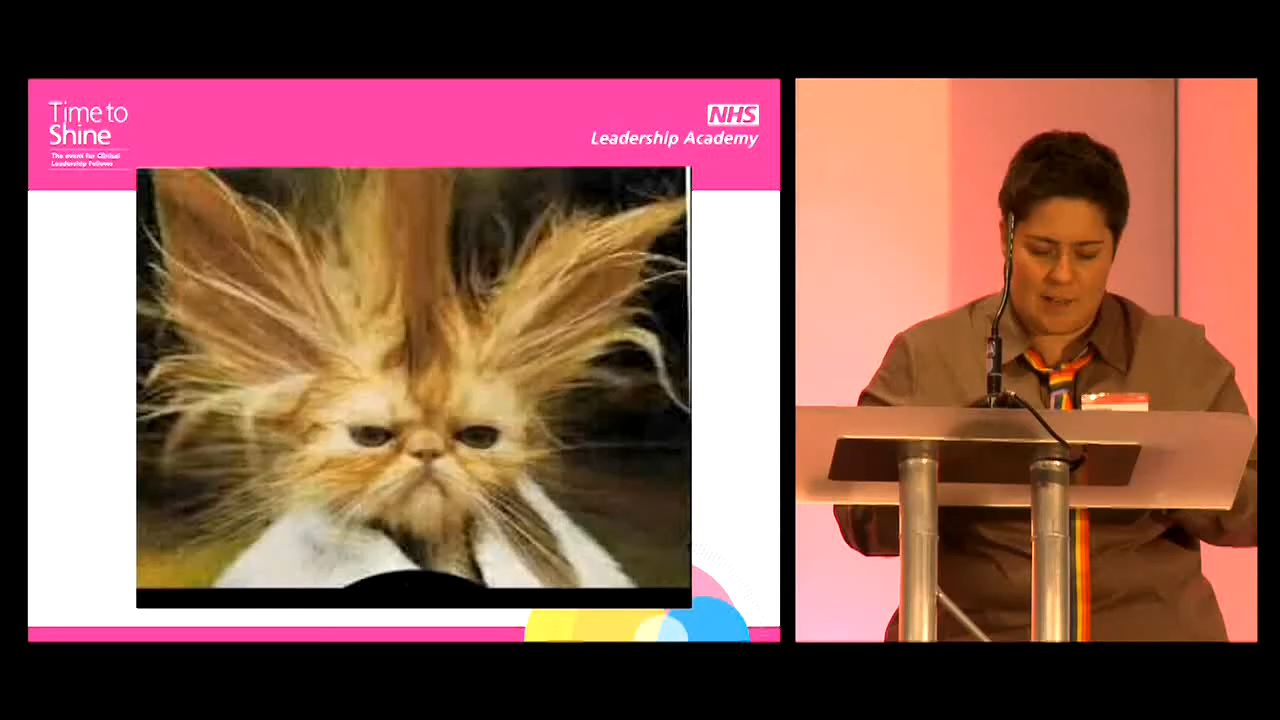 Time to
Shine
The event for Clinical
Leadership Fellows
NHS
Leadership Academy